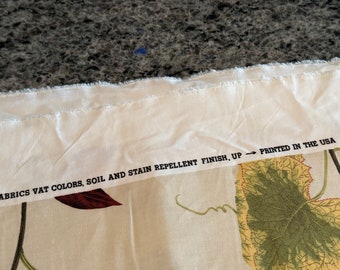 ABRICS VAT COLORS, SOIL AND STAIN REPELLENT FINISH, UP → PRINTED IN THE USA